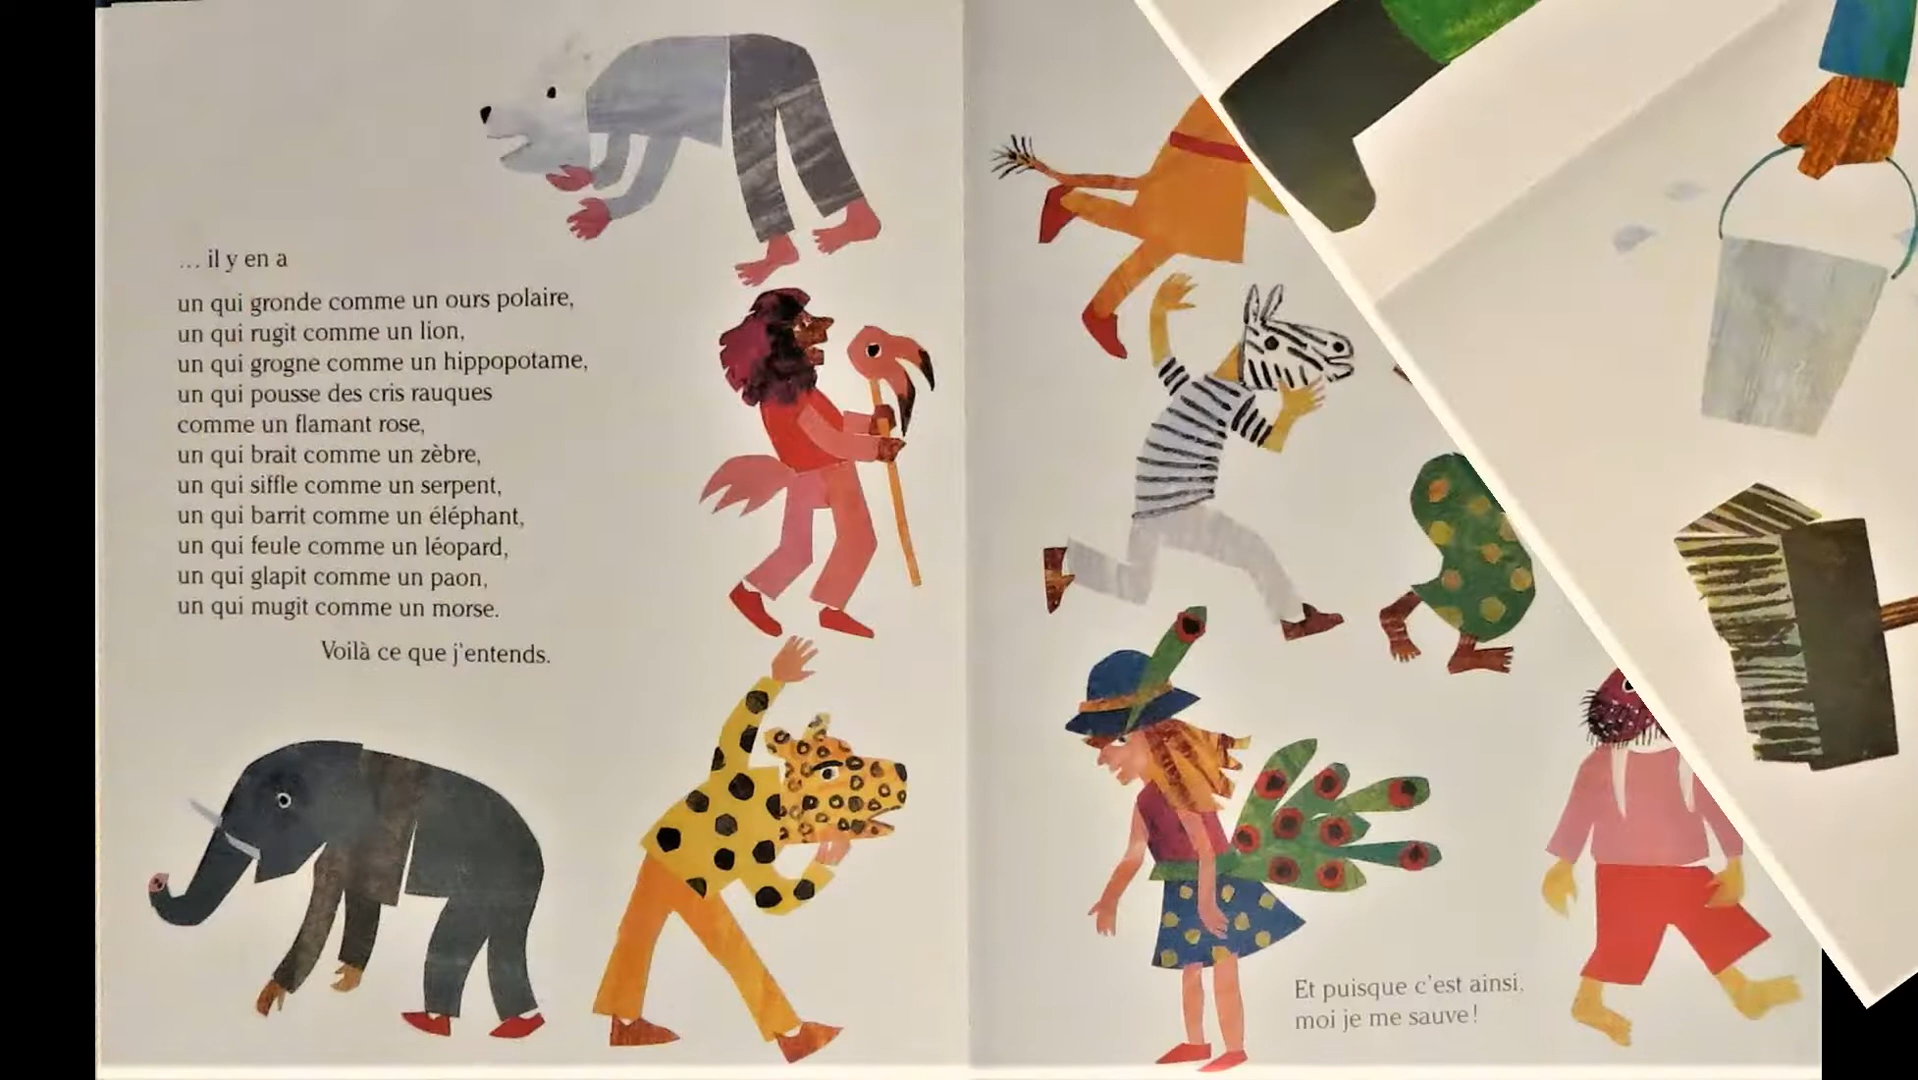 … il y en a
un qui gronde comme un ours polaire,
un qui rugit comme un lion,
un qui grogne comme un hippopotame,
un qui pousse des cris rauques
comme un flamant rose,
un qui brait comme un zèbre,
un qui siffle comme un serpent,
un qui barrit comme un éléphant,
un qui feule comme un léopard,
un qui glapit comme un paon,
un qui mugit comme un morse.
Voilà ce que j'entends.
Et puisque c'est ainsi,
moi je me sauve !